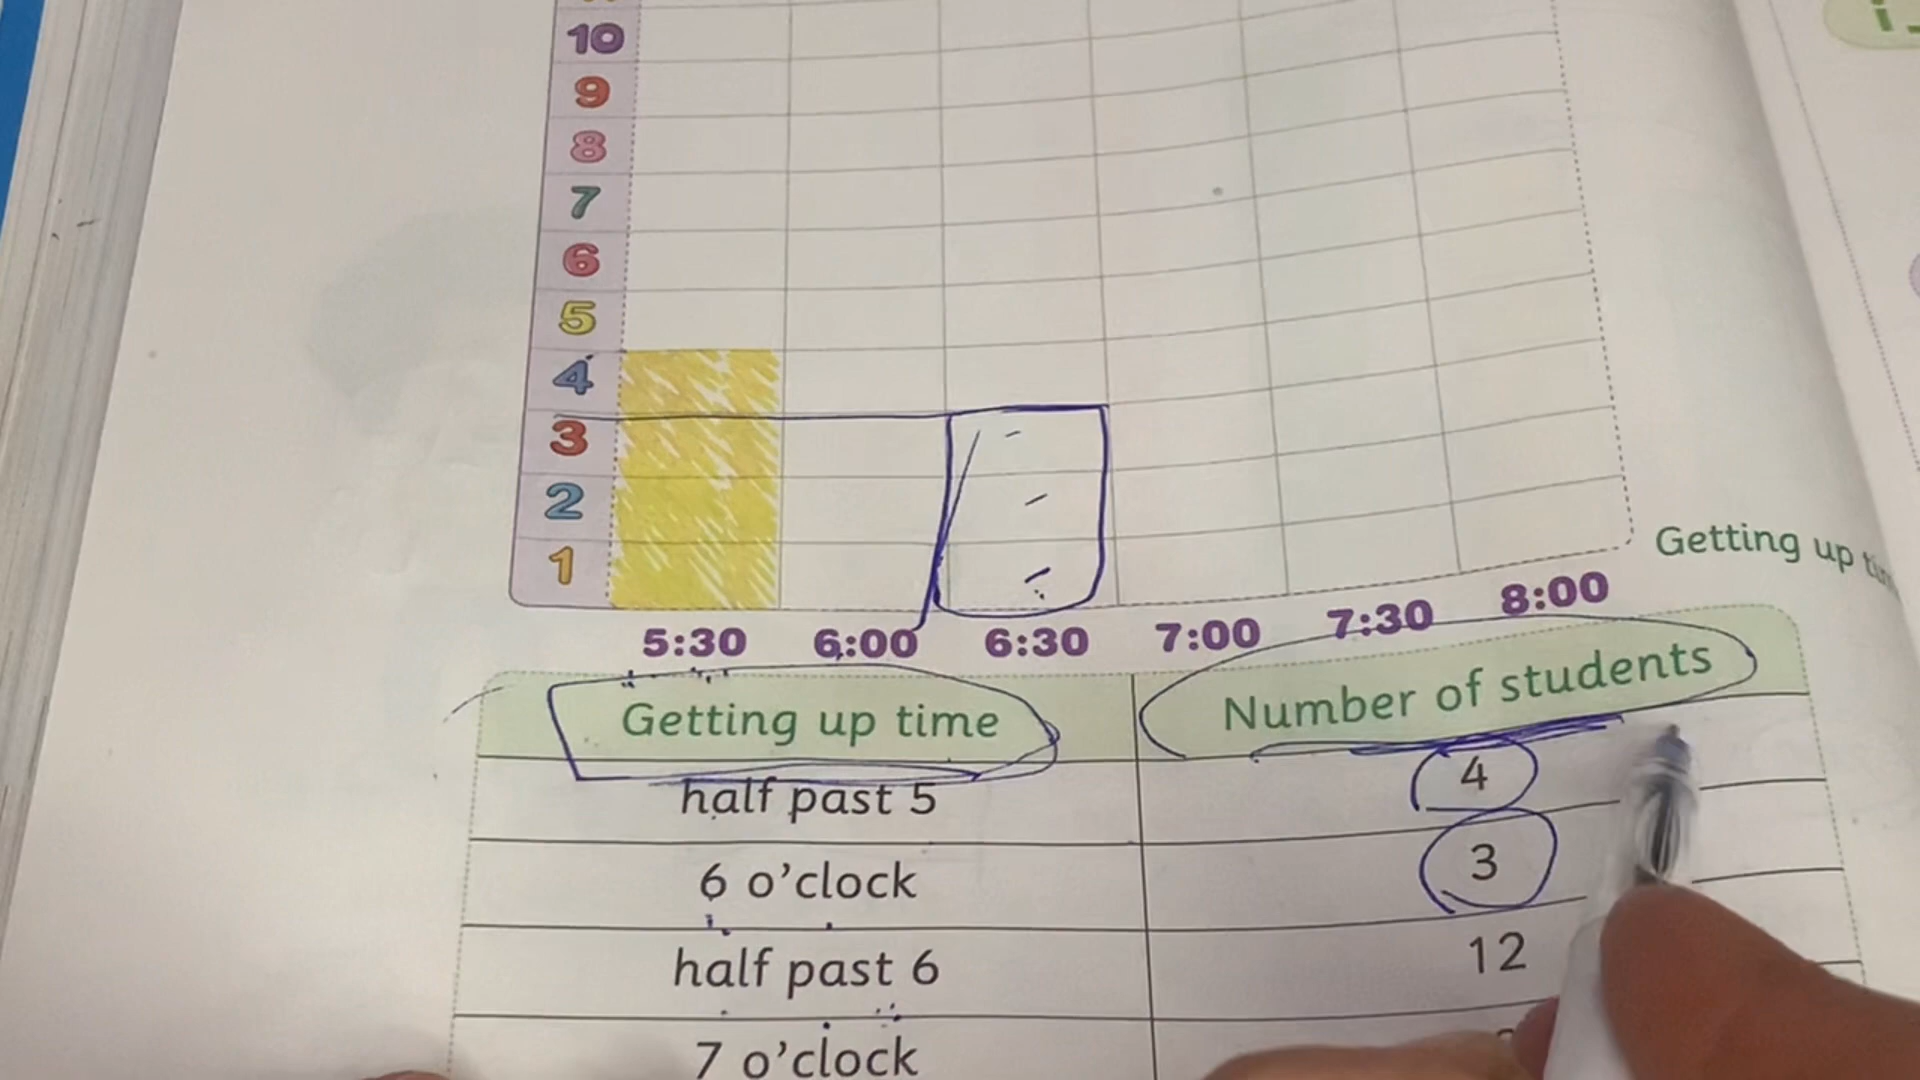 10
9
8
7
6
5
4
3
2
1
5:30 6:00 6:30 7:00 7:30 8:00
Getting up
Getting up time Number of students
half past 5 4
6 o'clock 3
half past 6 12
7 o'clock